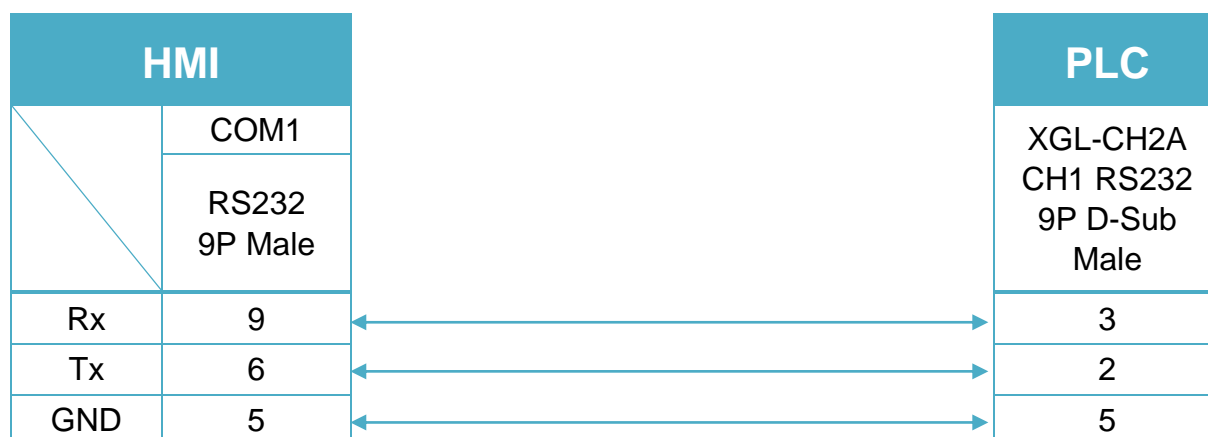 HMI
PLC
COM1
RS232
9P Male
XGL-CH2A
CH1 RS232
9P D-Sub
Male
Rx 9 3
Tx 6 2
GND 5 5